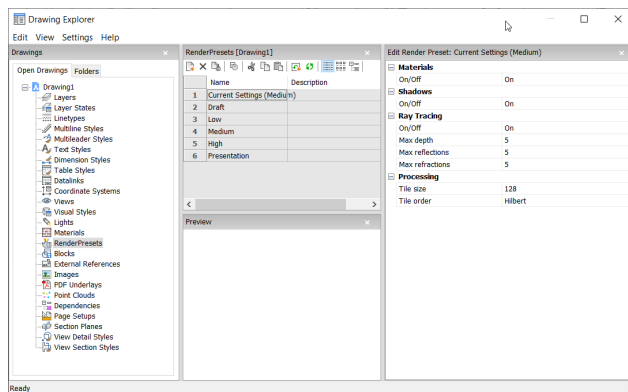 Drawing Explorer
Edit View Settings Help
Drawings
Open Drawings Folders
Drawing1
Layers
Layer States
Linetypes
Multiline Styles
Multileader Styles
Text Styles
Dimension Styles
Table Styles
Datalinks
Coordinate Systems
Views
Visual Styles
Lights
Materials
RenderPresets
Blocks
External References
Images
PDF Underlays
Point Clouds
Dependencies
Page Setups
Section Planes
View Detail Styles
View Section Styles
RenderPresets [Drawing1]
Name Description
1 Current Settings (Medium)
2 Draft
3 Low
4 Medium
5 High
6 Presentation
Preview
Edit Render Preset: Current Settings (Medium)
Materials
On/Off On
Shadows
On/Off On
Ray Tracing
On/Off On
Max depth 5
Max reflections 5
Max refractions 5
Processing
Tile size 128
Tile order Hilbert
Ready